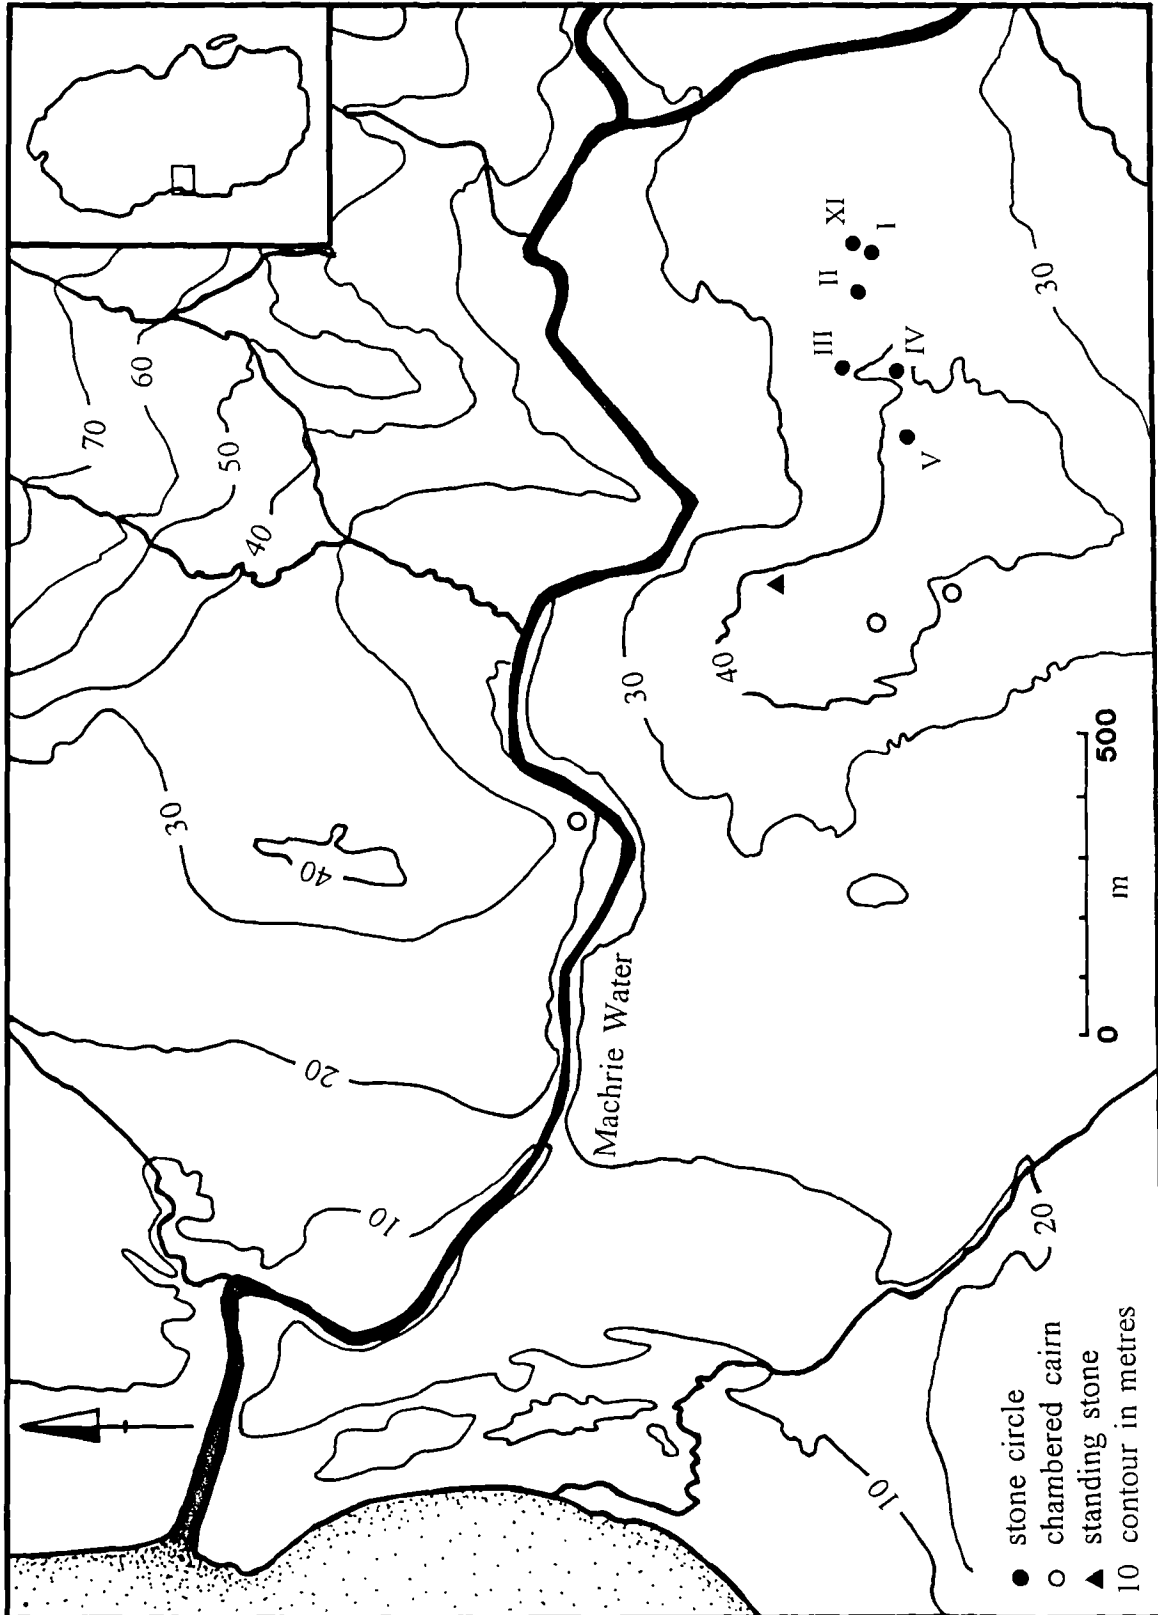 70
60
50
40
30
40
20
10
30
40
Machrie Water
XI
I
II
III
IV
V
30
20
10
0
500
m
● stone circle
○ chambered cairn
▲ standing stone
10 contour in metres